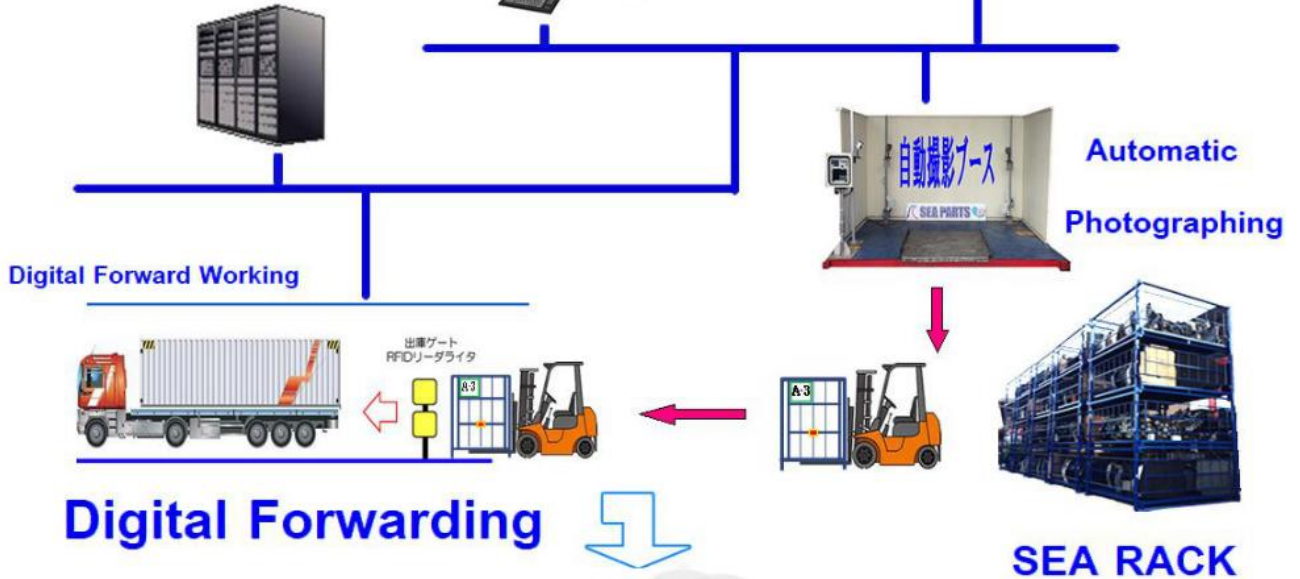 自動撮影ブース
SEA PARTS
Automatic
Photographing
Digital Forward Working
出庫ゲート
RFIDリーダライタ
A-3
A-3
Digital Forwarding
SEA RACK